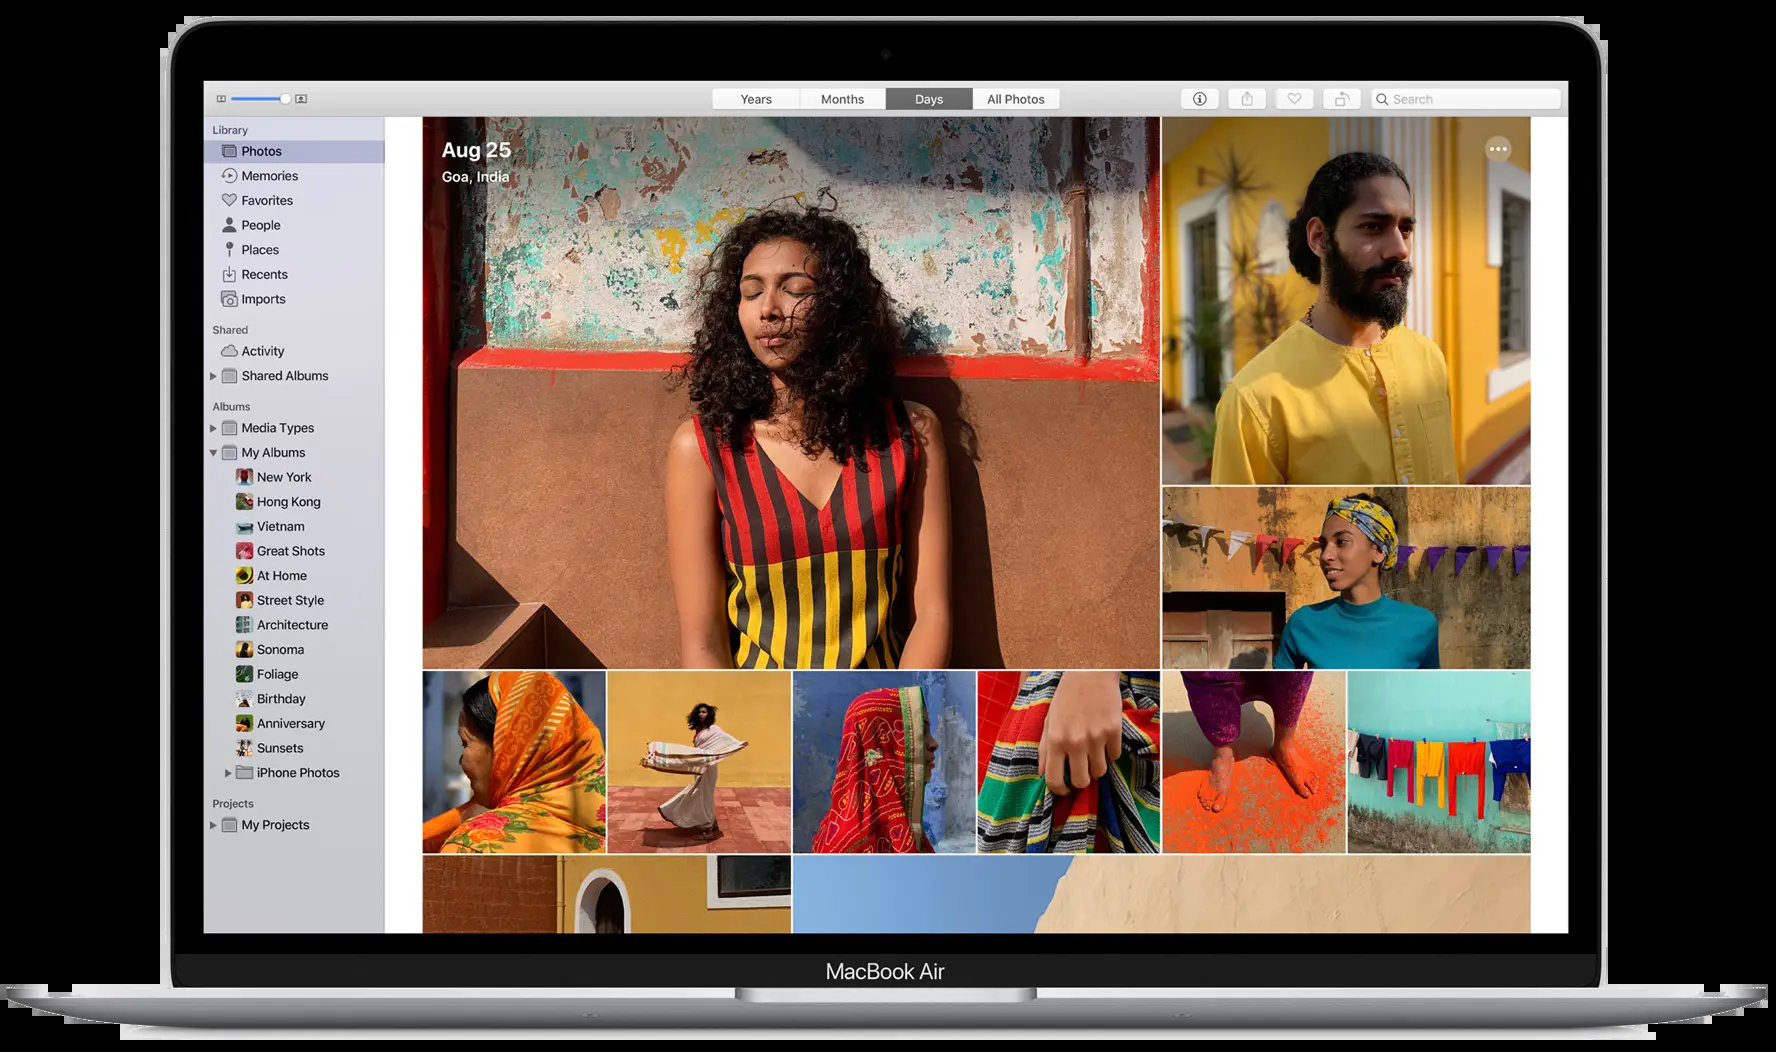 Years
Months
Days
All Photos
Search
Library
Photos
Memories
Favorites
People
Places
Recents
Imports
Shared
Activity
Shared Albums
Albums
Media Types
My Albums
New York
Hong Kong
Vietnam
Great Shots
At Home
Street Style
Architecture
Sonoma
Foliage
Birthday
Anniversary
Sunsets
iPhone Photos
Projects
My Projects
Aug 25
Goa, India
MacBook Air